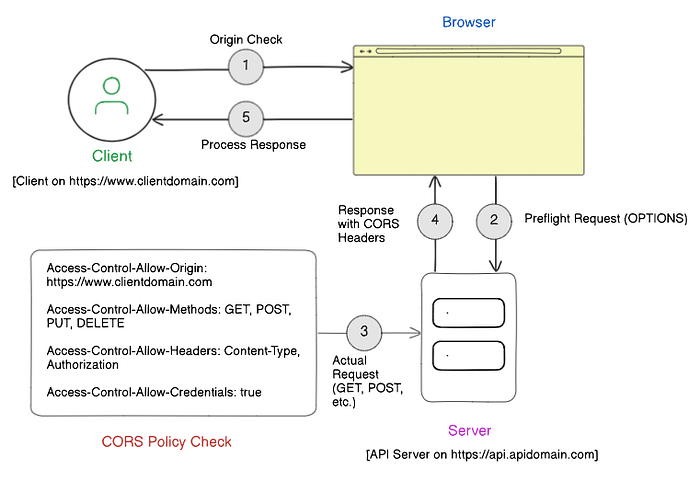 Browser
Origin Check
1
5
Process Response
Client
[Client on https://www.clientdomain.com]
Response
with CORS
Headers
4
2
Preflight Request (OPTIONS)
Access-Control-Allow-Origin:
https://www.clientdomain.com
Access-Control-Allow-Methods: GET, POST,
PUT, DELETE
Access-Control-Allow-Headers: Content-Type,
Authorization
Access-Control-Allow-Credentials: true
CORS Policy Check
3
Actual
Request
(GET, POST,
etc.)
Server
[API Server on https://api.apidomain.com]